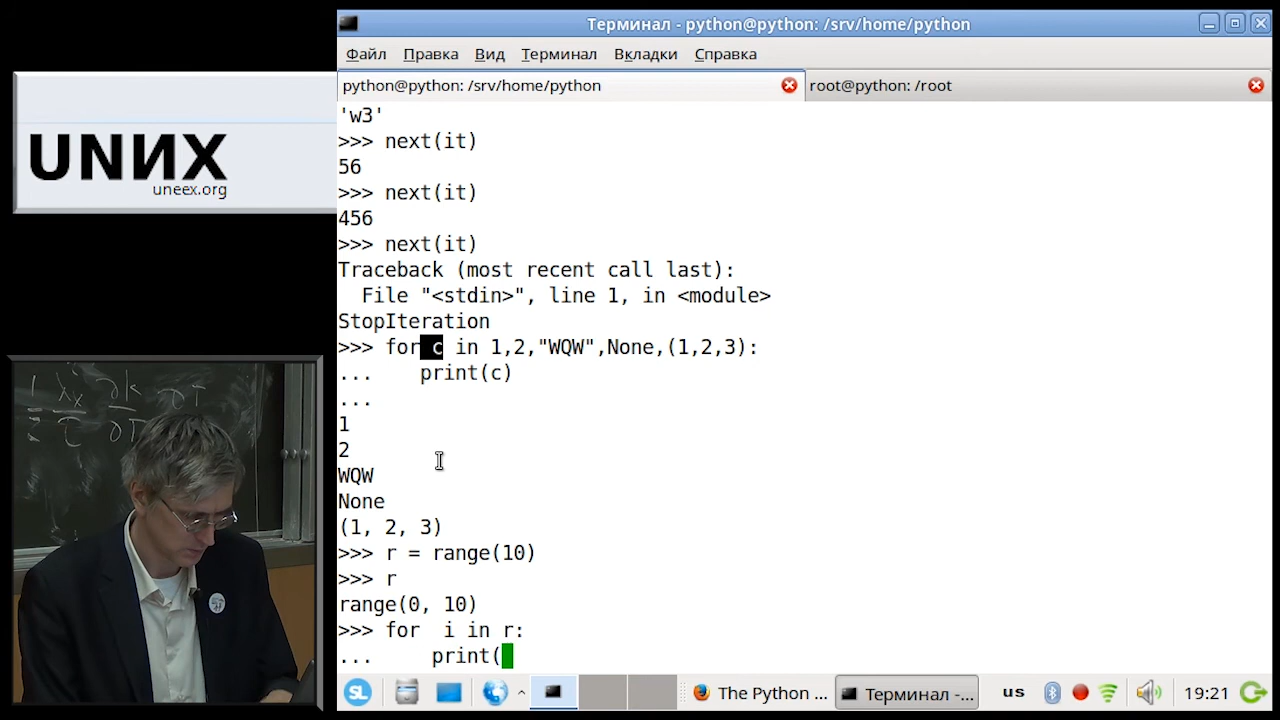 Терминал - python@python: /srv/home/python
Файл Правка Вид Терминал Вкладки Справка
python@python: /srv/home/python
root@python: /root
UNИX
uneex.org
'w3'
>>> next(it)
56
>>> next(it)
456
>>> next(it)
Traceback (most recent call last):
  File "<stdin>", line 1, in <module>
StopIteration
>>> for c in 1,2,"WQW",None,(1,2,3):
...    print(c)
...
1
2
WQW
None
(1, 2, 3)
>>> r = range(10)
>>> r
range(0, 10)
>>> for  i in r:
...     print(
SL
The Python ...
Терминал -...
us
19:21